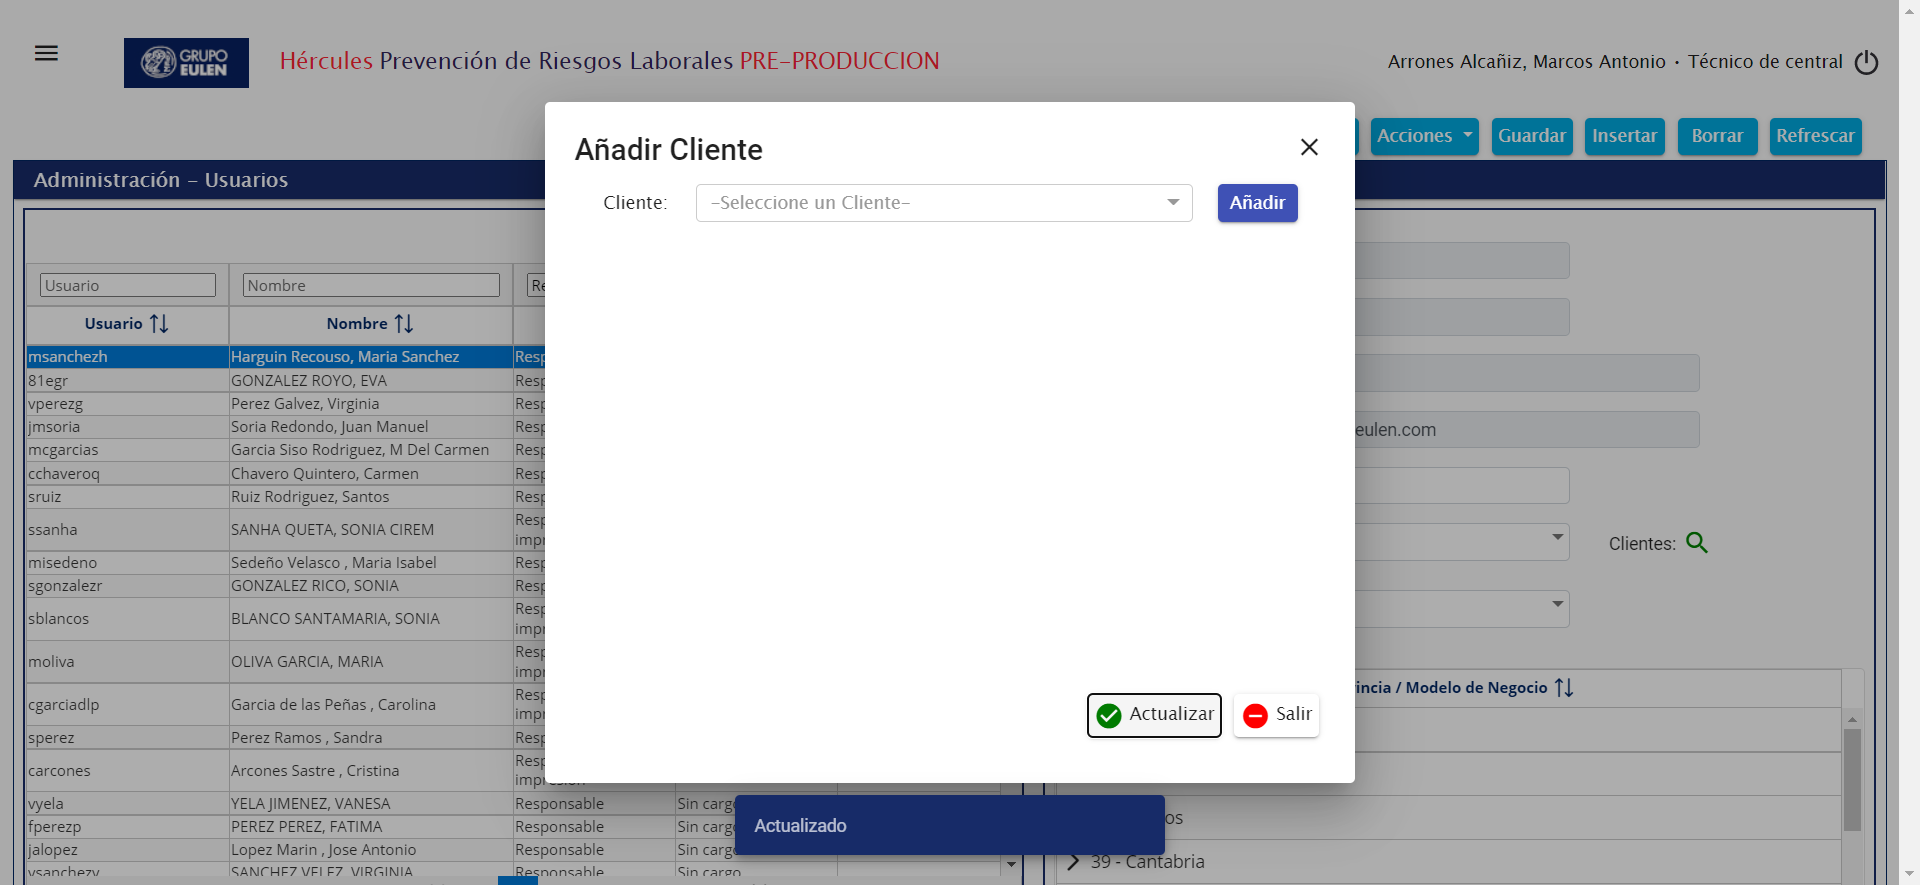 GRUPO
EULEN
Hércules Prevención de Riesgos Laborales PRE-PRODUCCION
Arrones Alcañiz, Marcos Antonio · Técnico de central
Acciones
Guardar
Insertar
Borrar
Refrescar
Administración - Usuarios
Añadir Cliente
Cliente:
-Seleccione un Cliente-
Añadir
Usuario
Nombre
Re
Usuario
Nombre
msanchezh Harguin Recouso, Maria Sanchez Resp
81egr GONZALEZ ROYO, EVA Resp
vperezg Perez Galvez, Virginia Resp
jmsoria Soria Redondo, Juan Manuel Resp
mcgarcias Garcia Siso Rodriguez, M Del Carmen Resp
cchaveroq Chavero Quintero, Carmen Resp
sruiz Ruiz Rodriguez, Santos Resp
ssanha SANHA QUETA, SONIA CIREM Resp
impr
misedeno Sedeño Velasco , Maria Isabel Resp
sgonzalezr GONZALEZ RICO, SONIA Resp
sblancos BLANCO SANTAMARIA, SONIA Resp
impr
moliva OLIVA GARCIA, MARIA Resp
impr
cgarciadlp Garcia de las Peñas , Carolina Resp
impr
sperez Perez Ramos , Sandra Resp
carcones Arcones Sastre , Cristina Resp
impresión
vyela YELA JIMENEZ, VANESA Responsable Sin cargo
fperezp PEREZ PEREZ, FATIMA Responsable Sin cargo
jalopez Lopez Marin , Jose Antonio Responsable Sin cargo
vsanchezv SANCHEZ VELEZ, VIRGINIA Responsable Sin cargo
eulen.com
Clientes:
incia / Modelo de Negocio
os
39 - Cantabria
Actualizar
Salir
Actualizado